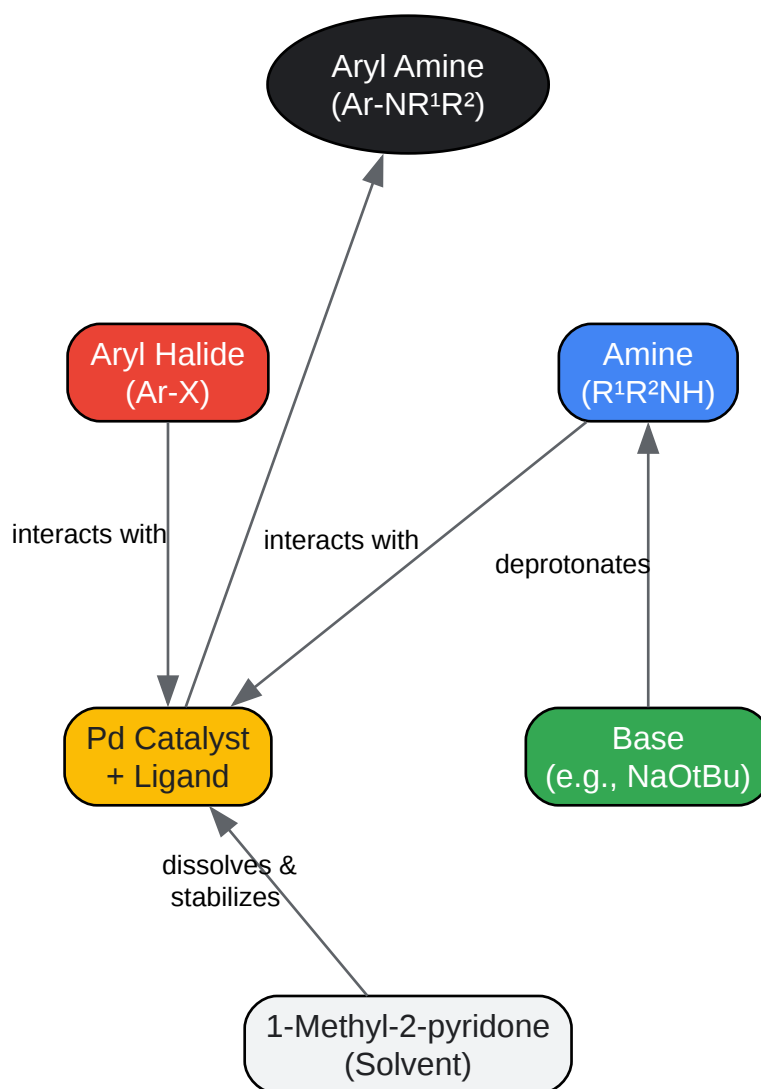 Aryl Amine
(Ar-NR¹R²)
Aryl Halide
(Ar-X)
Amine
(R¹R²NH)
interacts with
interacts with
deprotonates
Pd Catalyst
+ Ligand
Base
(e.g., NaOtBu)
dissolves &
stabilizes
1-Methyl-2-pyridone
(Solvent)